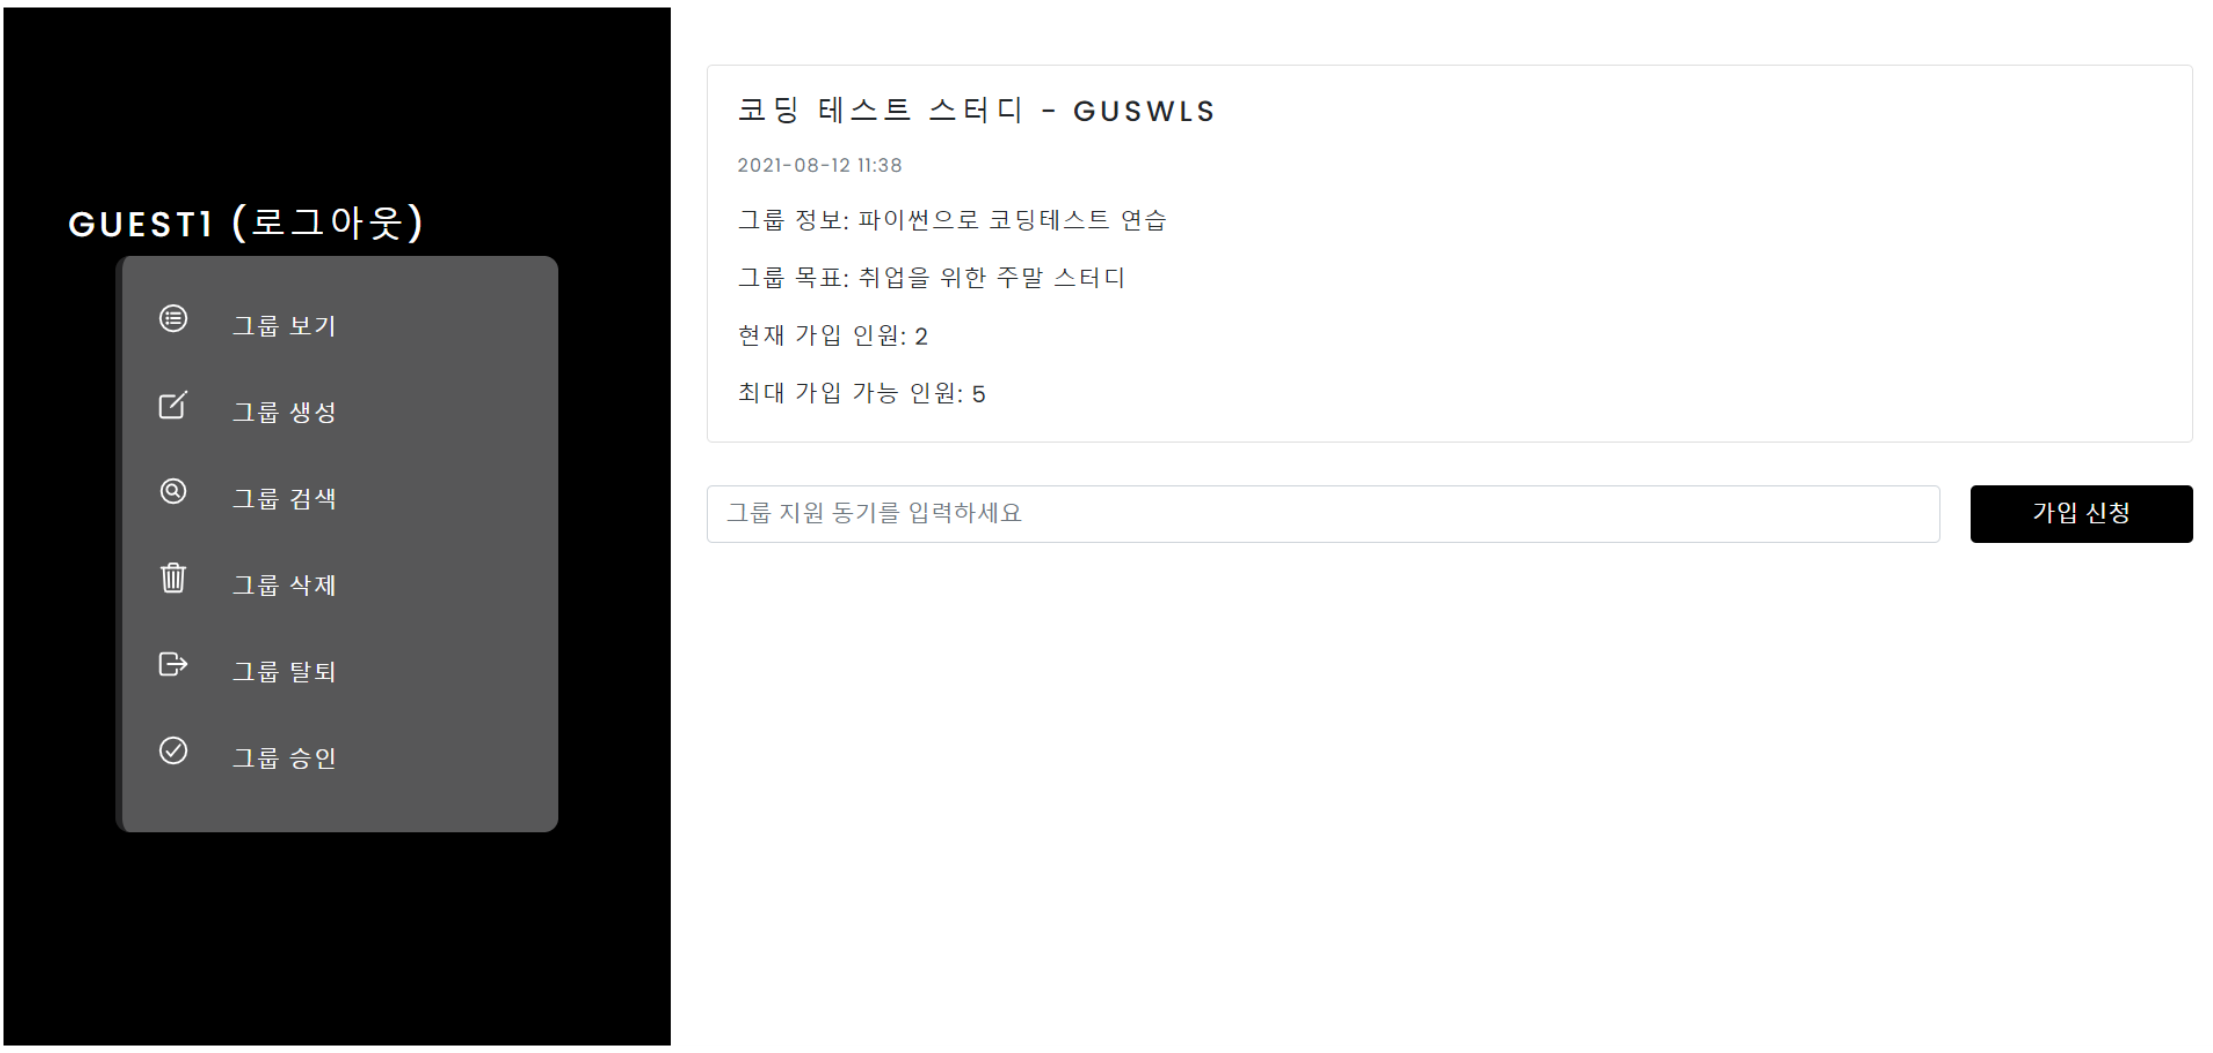 GUEST1 (로그아웃)
그룹 보기
그룹 생성
그룹 검색
그룹 삭제
그룹 탈퇴
그룹 승인
코딩 테스트 스터디 - GUSWLS
2021-08-12 11:38
그룹 정보: 파이썬으로 코딩테스트 연습
그룹 목표: 취업을 위한 주말 스터디
현재 가입 인원: 2
최대 가입 가능 인원: 5
그룹 지원 동기를 입력하세요
가입 신청